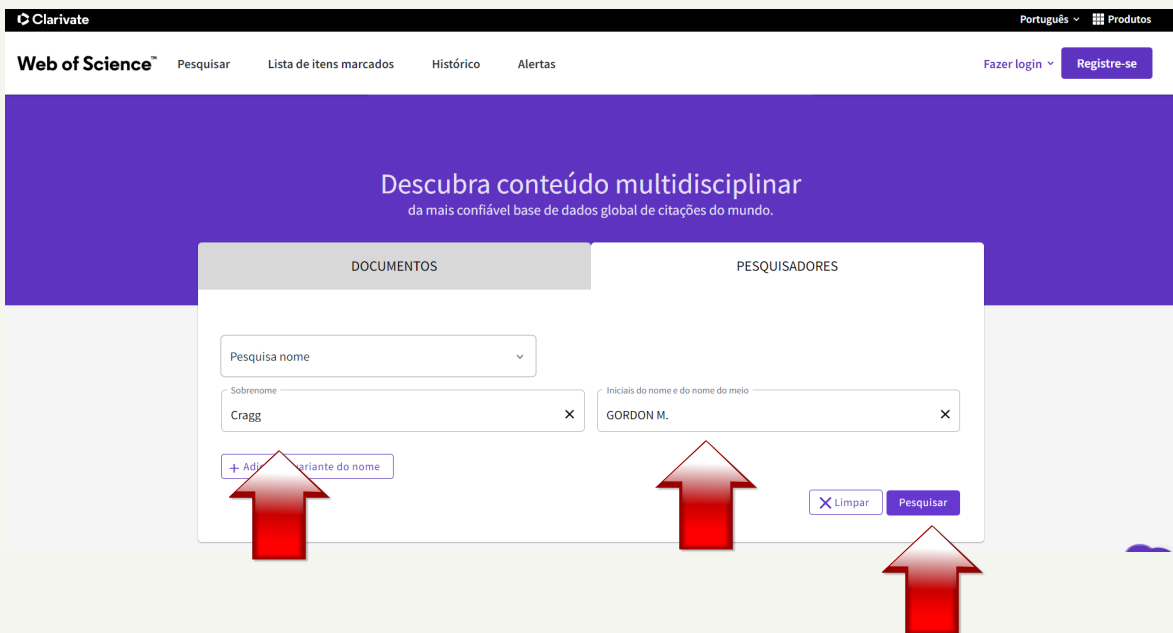 Clarivate
Português
Produtos
Web of Science™
Pesquisar
Lista de itens marcados
Histórico
Alertas
Fazer login
Registre-se
Descubra conteúdo multidisciplinar
da mais confiável base de dados global de citações do mundo.
DOCUMENTOS
PESQUISADORES
Pesquisa nome
Sobrenome
Cragg
Iniciais do nome e do nome do meio
GORDON M.
+ Adi
variante do nome
Limpar
Pesquisar